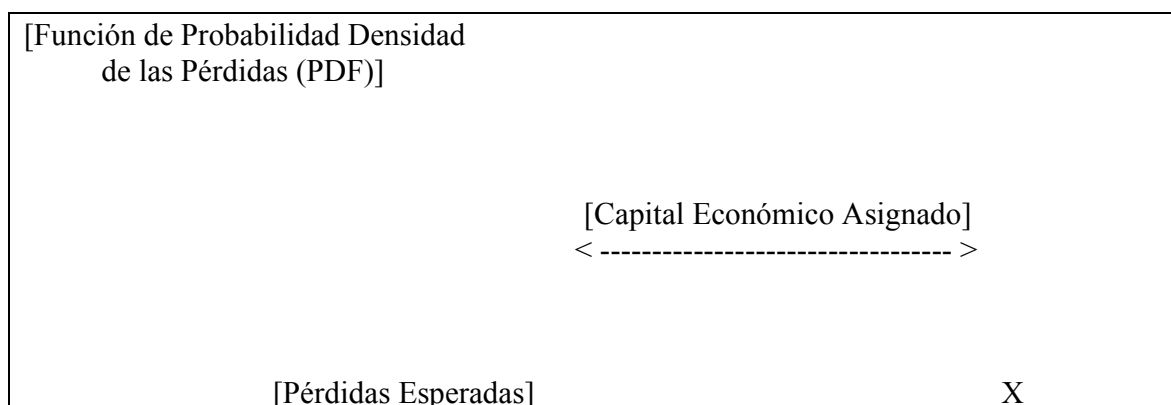 [Función de Probabilidad Densidad
de las Pérdidas (PDF)]
[Capital Económico Asignado]
< ---------------------------------- >
[Pérdidas Esperadas] X